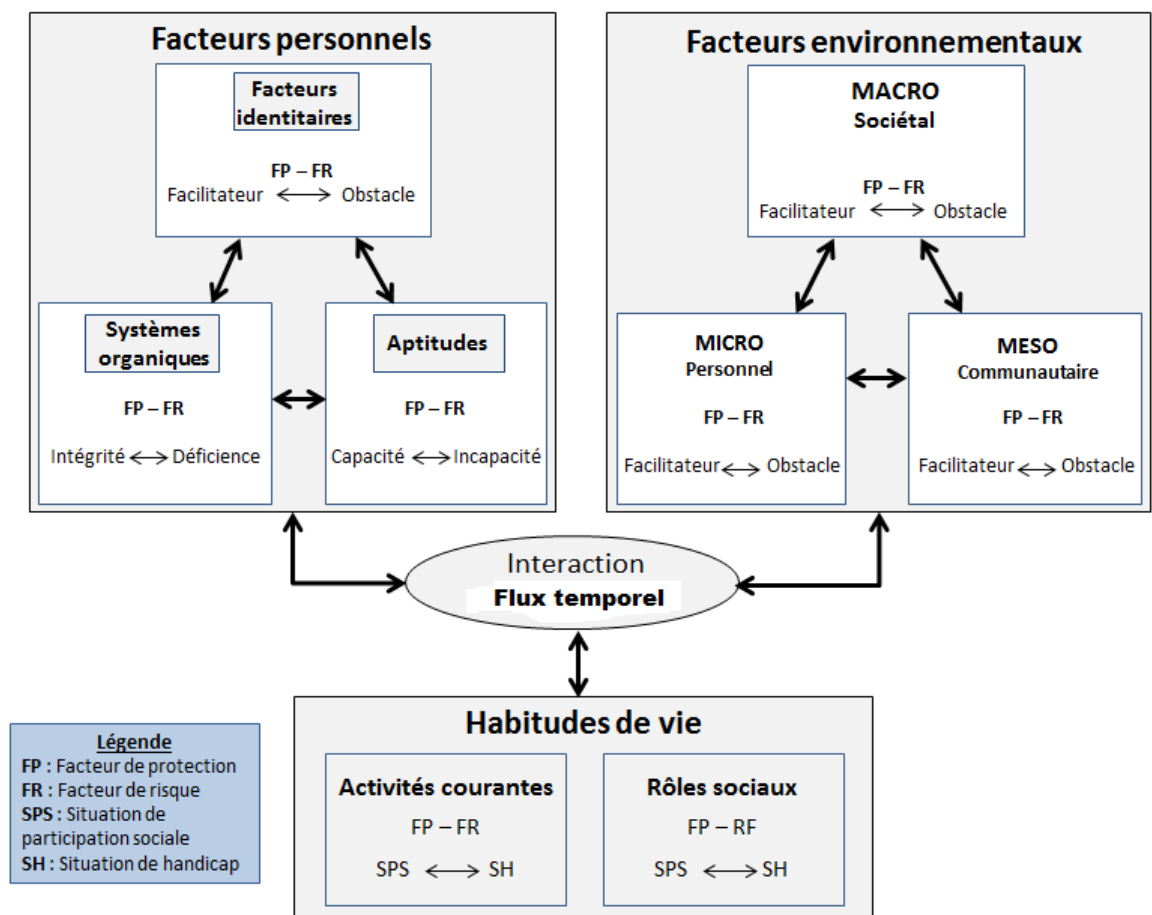 Facteurs personnels
Facteurs
identitaires
FP – FR
Facilitateur
Obstacle
Systèmes
organiques
FP – FR
Intégrité
Déficience
Aptitudes
FP – FR
Capacité
Incapacité
Facteurs environnementaux
MACRO
Sociétal
FP – FR
Facilitateur
Obstacle
MICRO
Personnel
FP – FR
Facilitateur
Obstacle
MESO
Communautaire
FP – FR
Facilitateur
Obstacle
Interaction
Flux temporel
Habitudes de vie
Activités courantes
FP – FR
SPS
SH
Rôles sociaux
FP – RF
SPS
SH
Légende
FP : Facteur de protection
FR : Facteur de risque
SPS : Situation de
participation sociale
SH : Situation de handicap